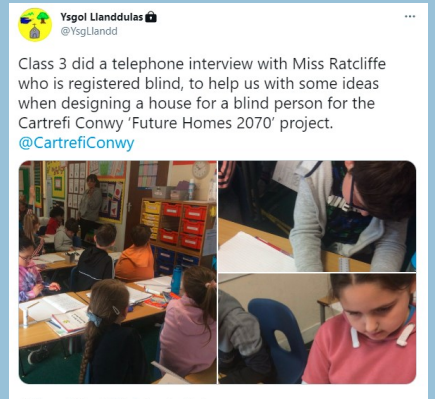 Ysgol Llanddulas
@YsgLlandd
Class 3 did a telephone interview with Miss Ratcliffe
who is registered blind, to help us with some ideas
when designing a house for a blind person for the
Cartrefi Conwy ‘Future Homes 2070’ project.
@CartrefiConwy